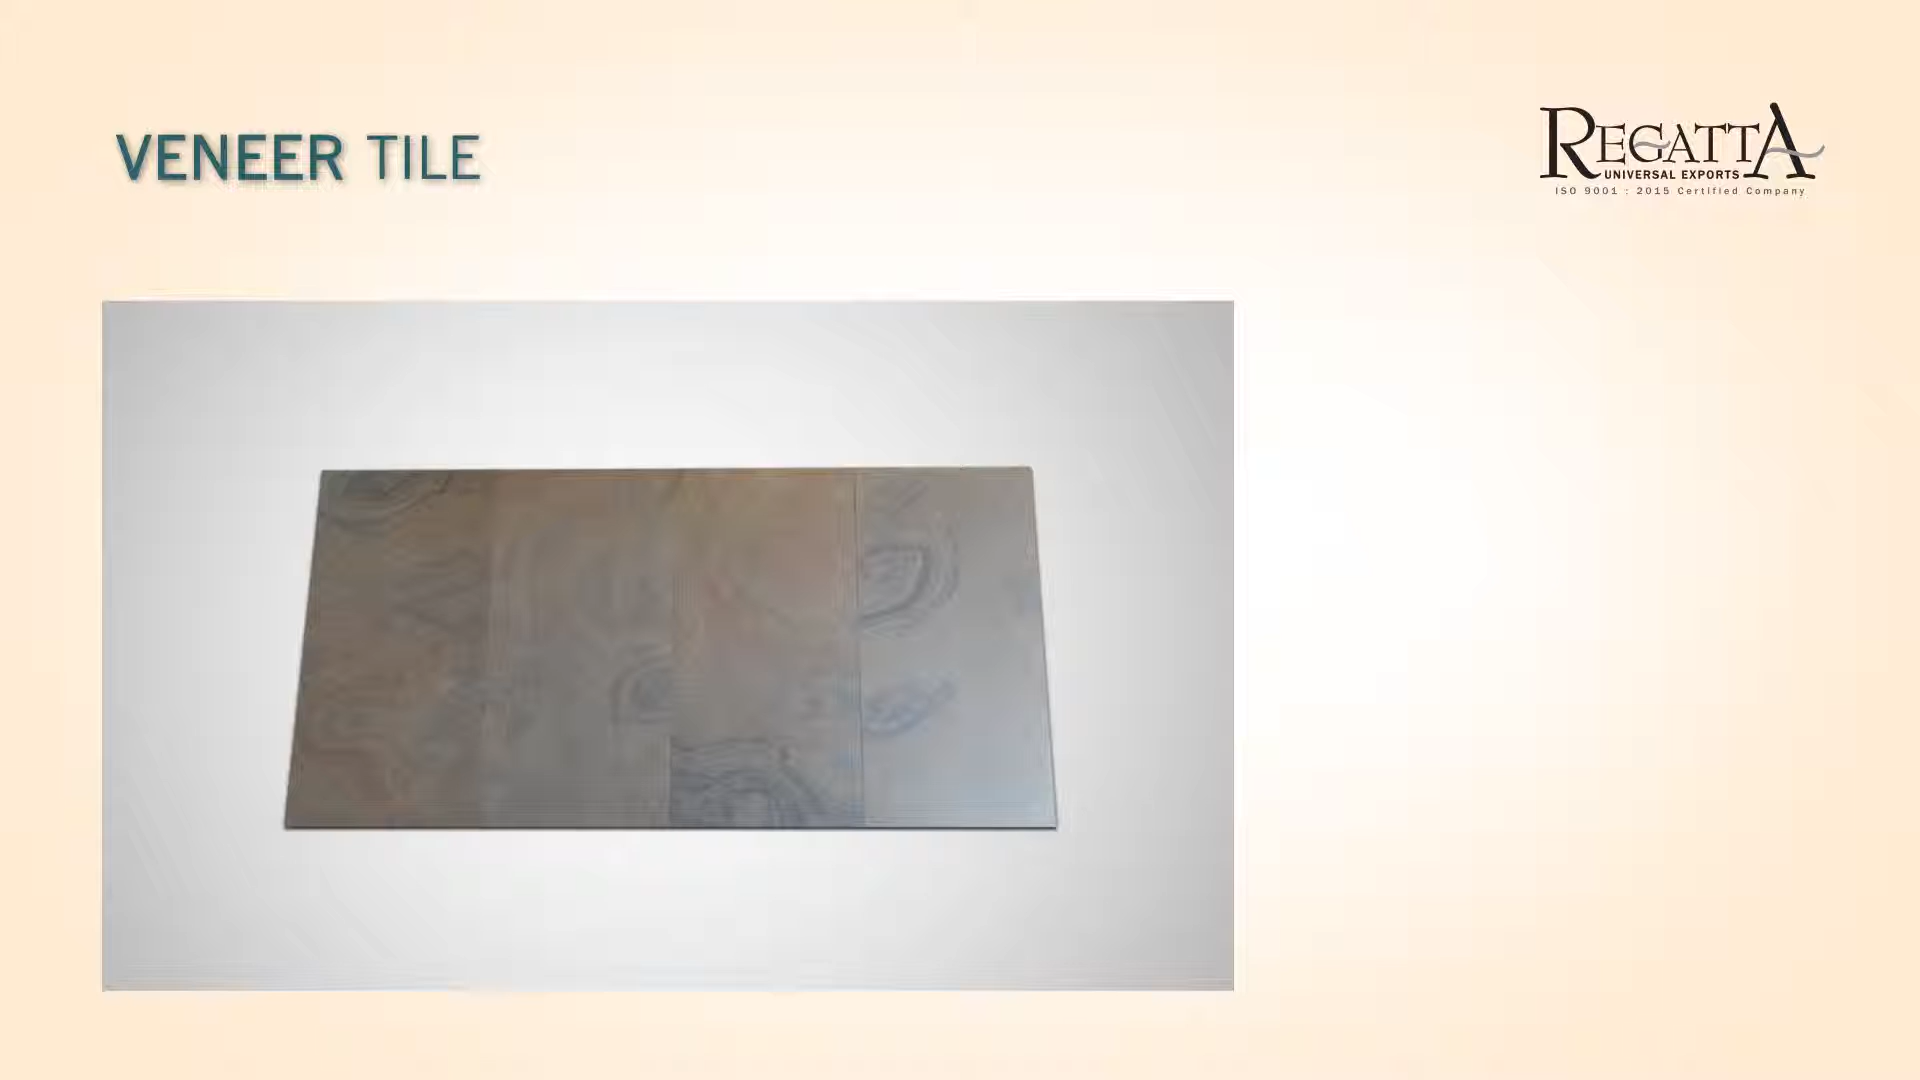 VENEER TILE
REGATTA
UNIVERSAL EXPORTS
ISO 9001 : 2015 Certified Company